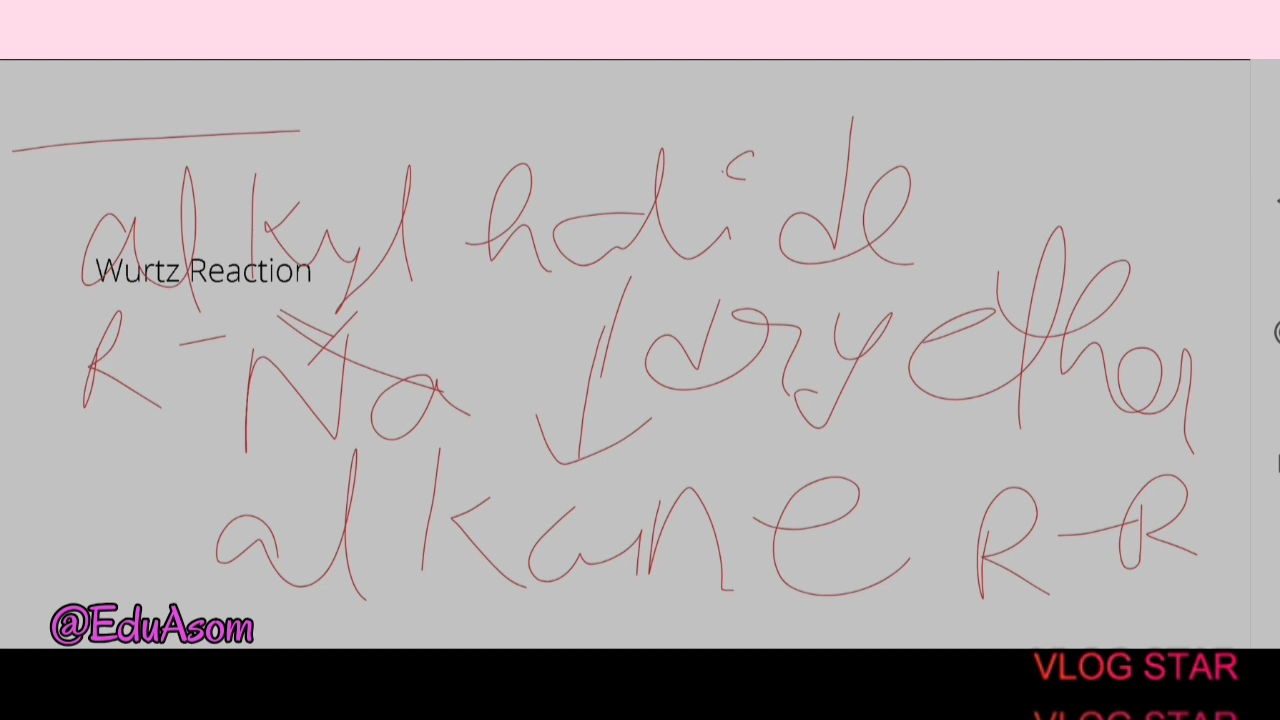 alkyl halide
Wurtz Reaction
R - X
Na dry ether
alkane R-R
@EduAsom
VLOG STAR